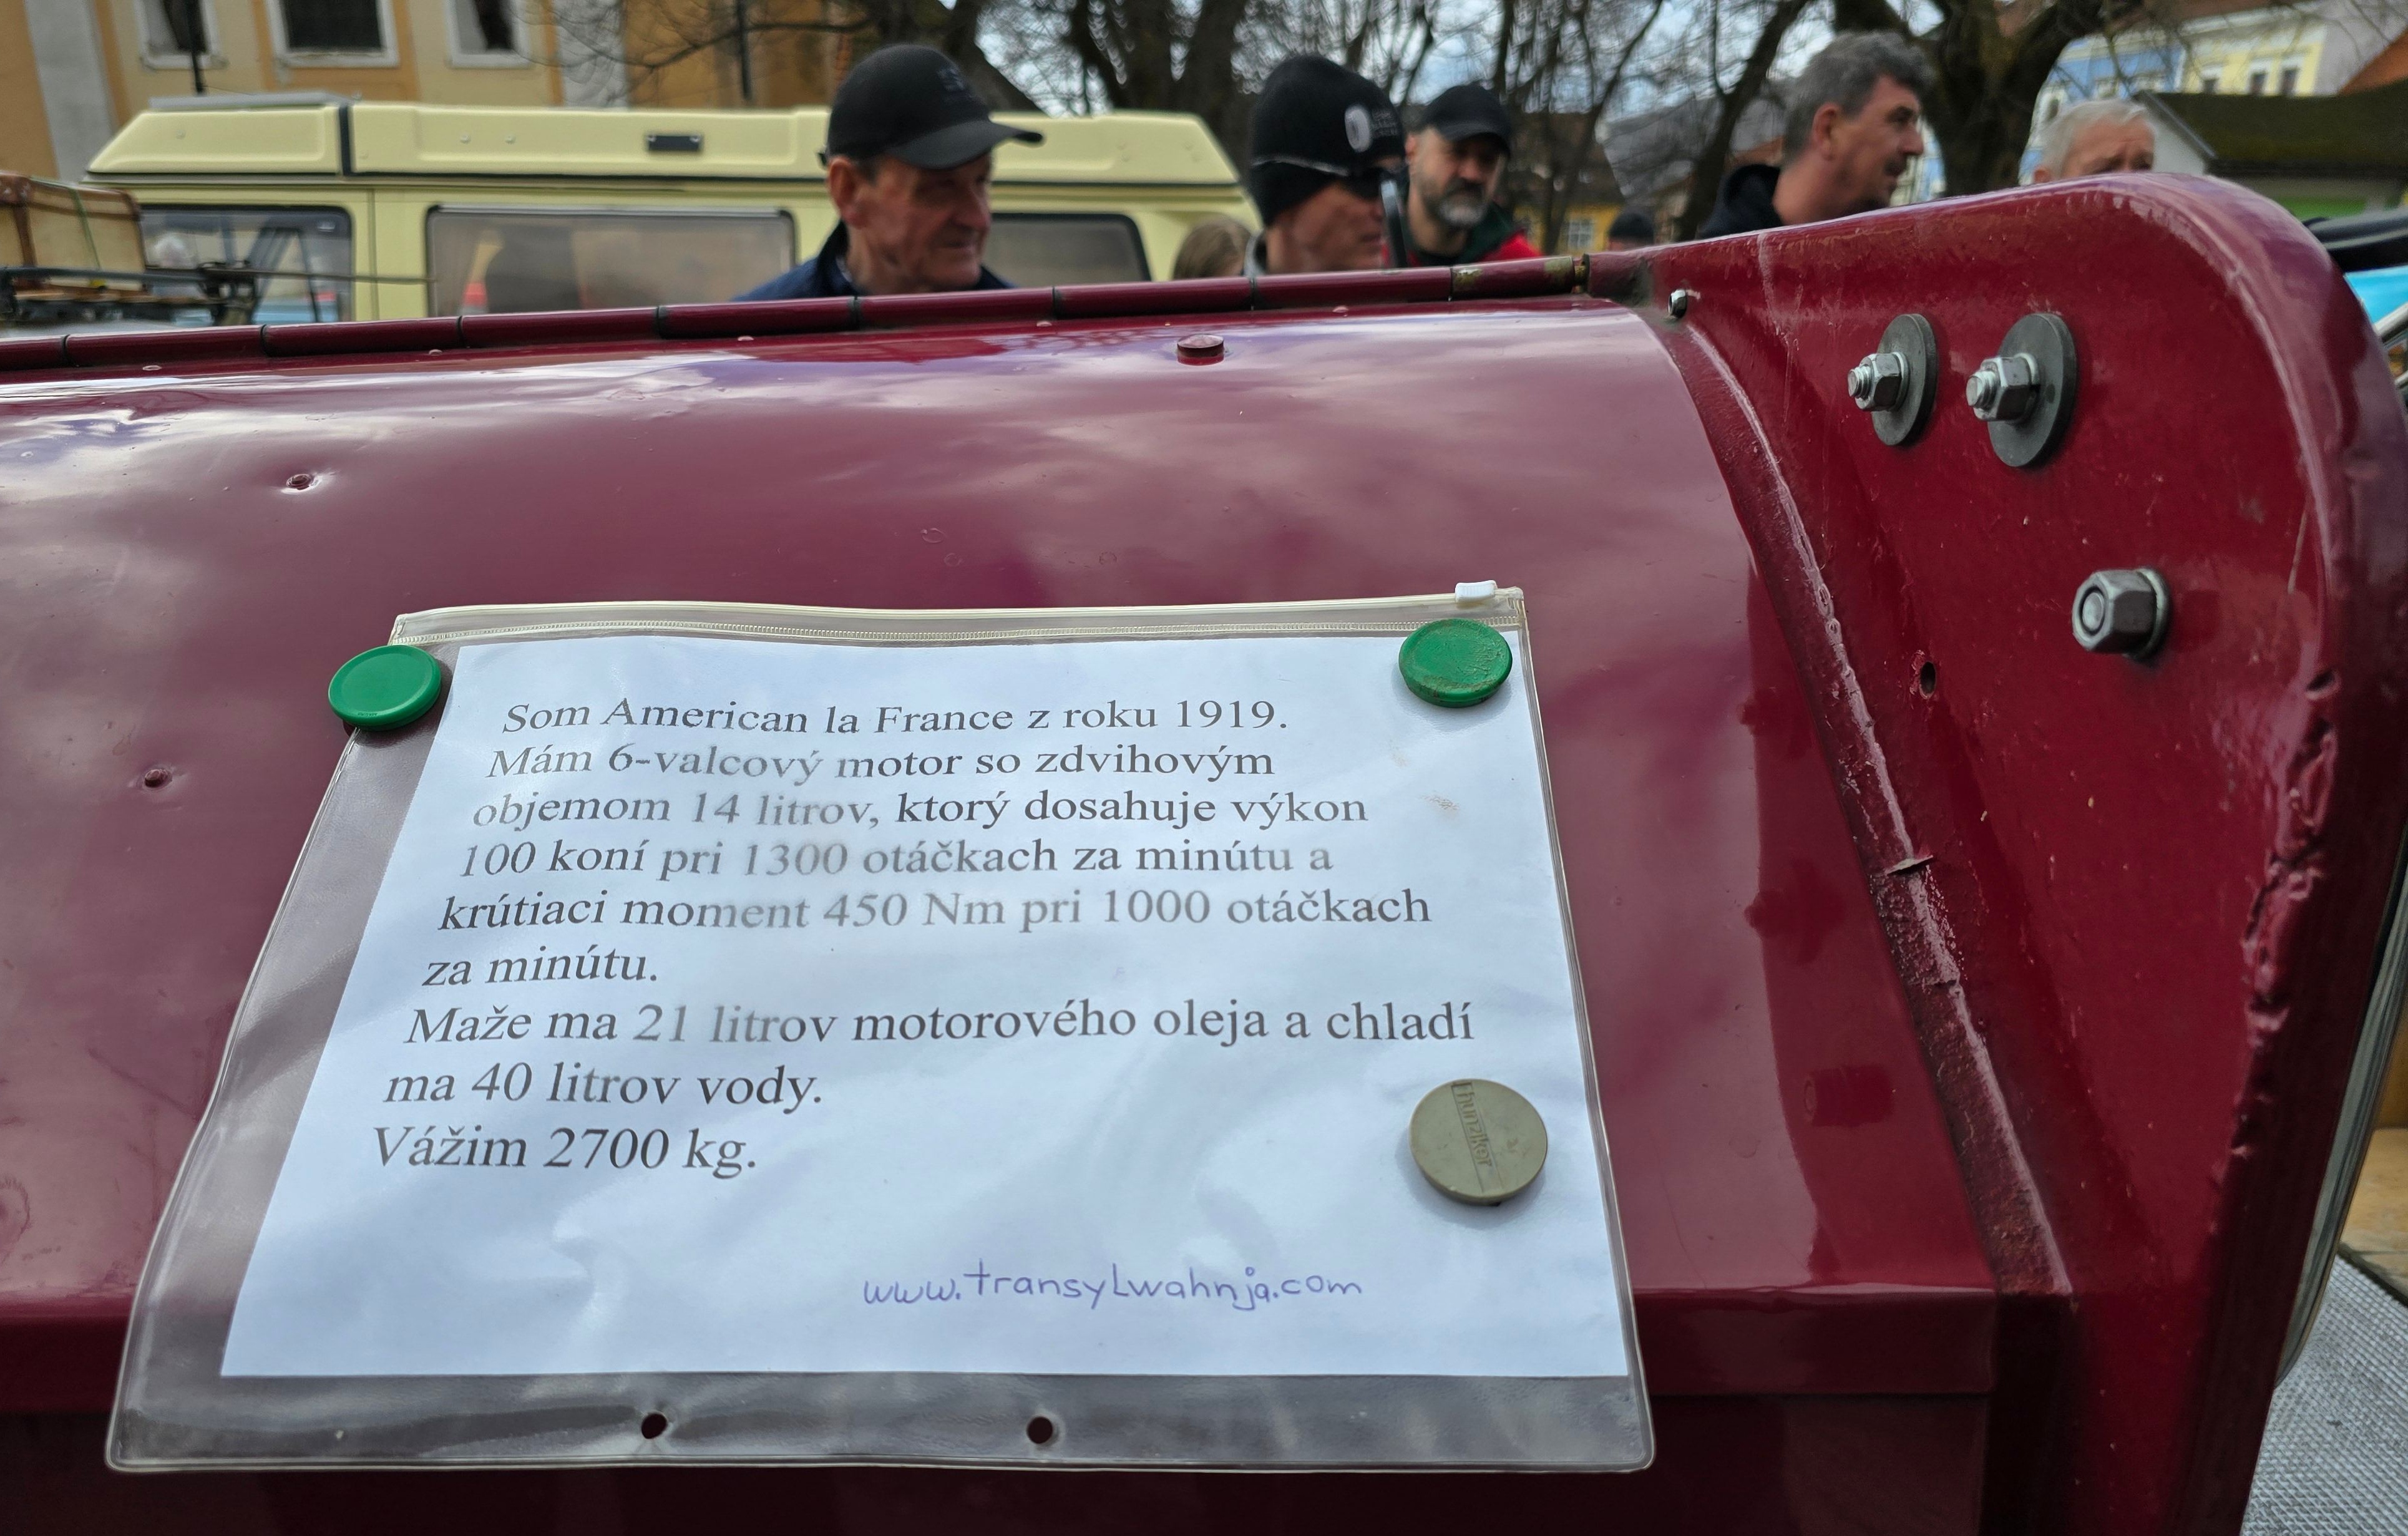 Som American la France z roku 1919.
Mám 6-valcový motor so zdvihovým
objemom 14 litrov, ktorý dosahuje výkon
100 koní pri 1300 otáčkach za minútu a
krútiaci moment 450 Nm pri 1000 otáčkach
za minútu.
Maže ma 21 litrov motorového oleja a chladí
ma 40 litrov vody.
Vážim 2700 kg.
www.transylwahnja.com
hunziker